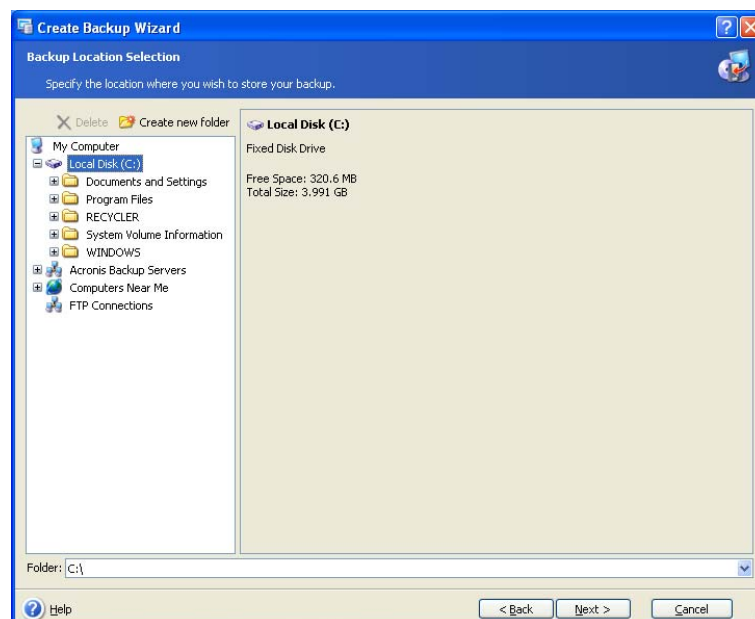 Create Backup Wizard
Backup Location Selection
Specify the location where you wish to store your backup.
Delete Create new folder
My Computer
Local Disk (C:)
Documents and Settings
Program Files
RECYCLER
System Volume Information
WINDOWS
Acronis Backup Servers
Computers Near Me
FTP Connections
Local Disk (C:)
Fixed Disk Drive
Free Space: 320.6 MB
Total Size: 3.991 GB
Folder: C:\
Help < Back Next > Cancel